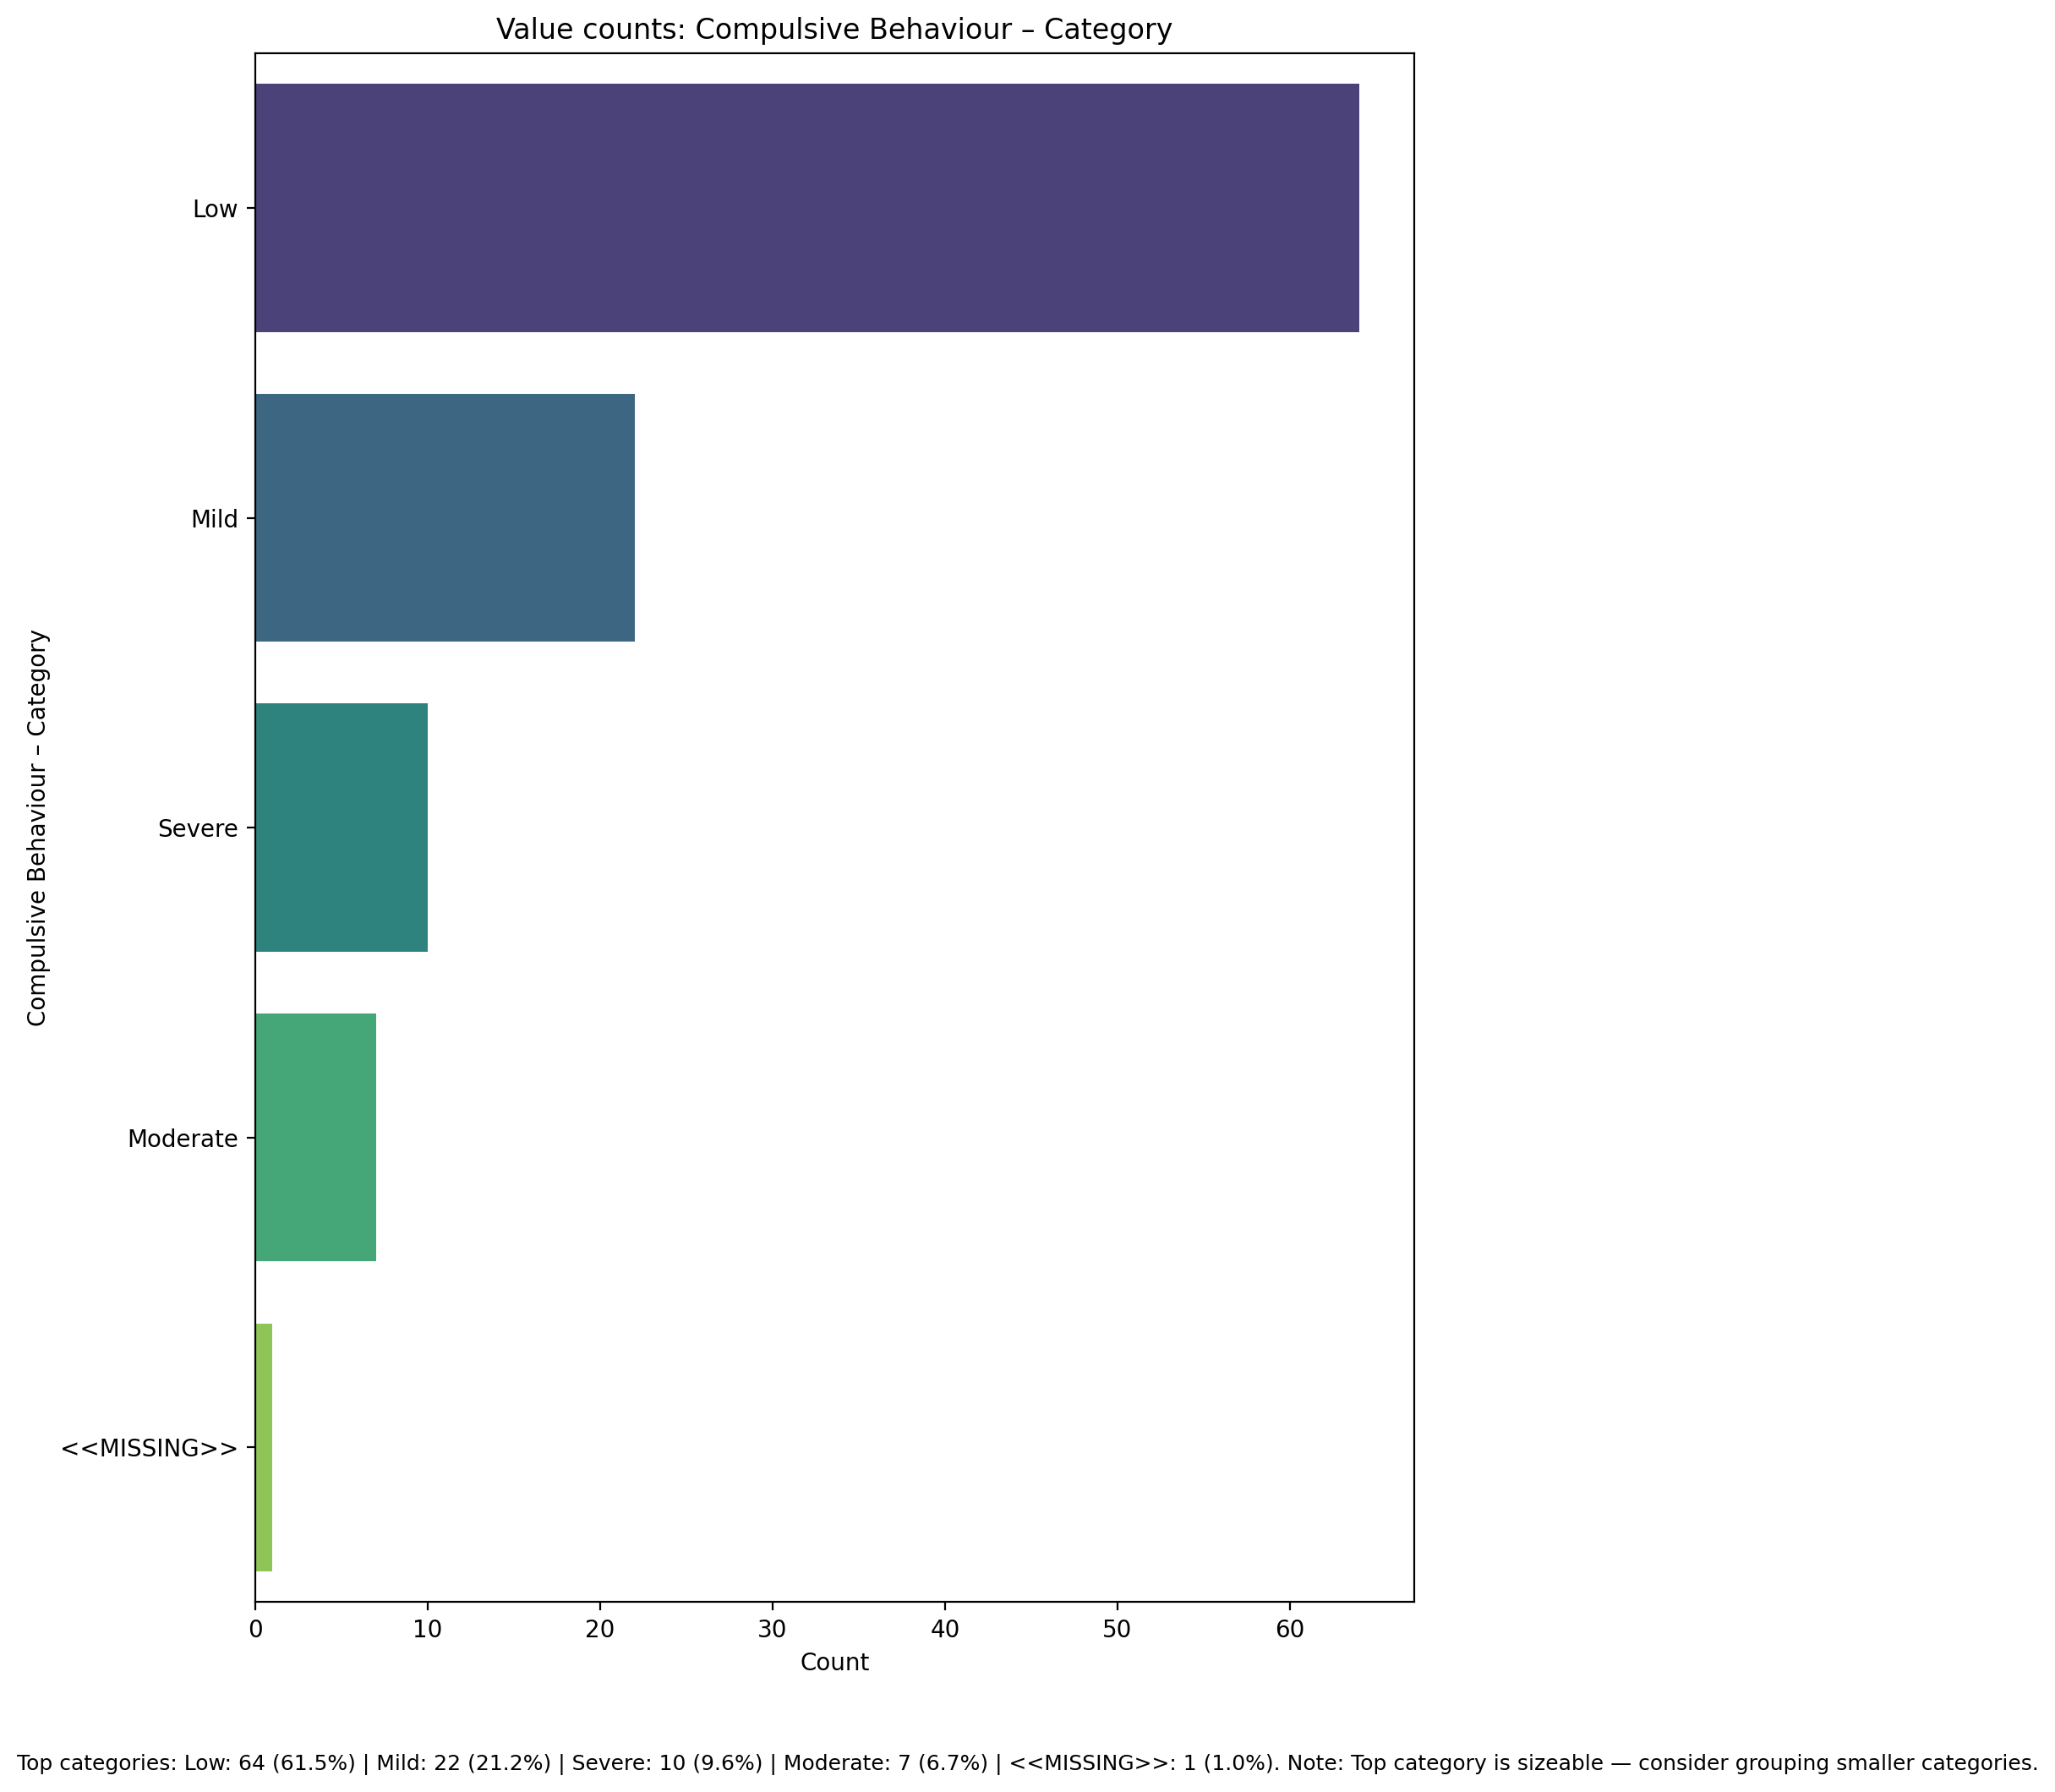 Value counts: Compulsive Behaviour – Category
Compulsive Behaviour – Category
Low
Mild
Severe
Moderate
<<MISSING>>
0 10 20 30 40 50 60
Count
Top categories: Low: 64 (61.5%) | Mild: 22 (21.2%) | Severe: 10 (9.6%) | Moderate: 7 (6.7%) | <<MISSING>>: 1 (1.0%). Note: Top category is sizeable — consider grouping smaller categories.